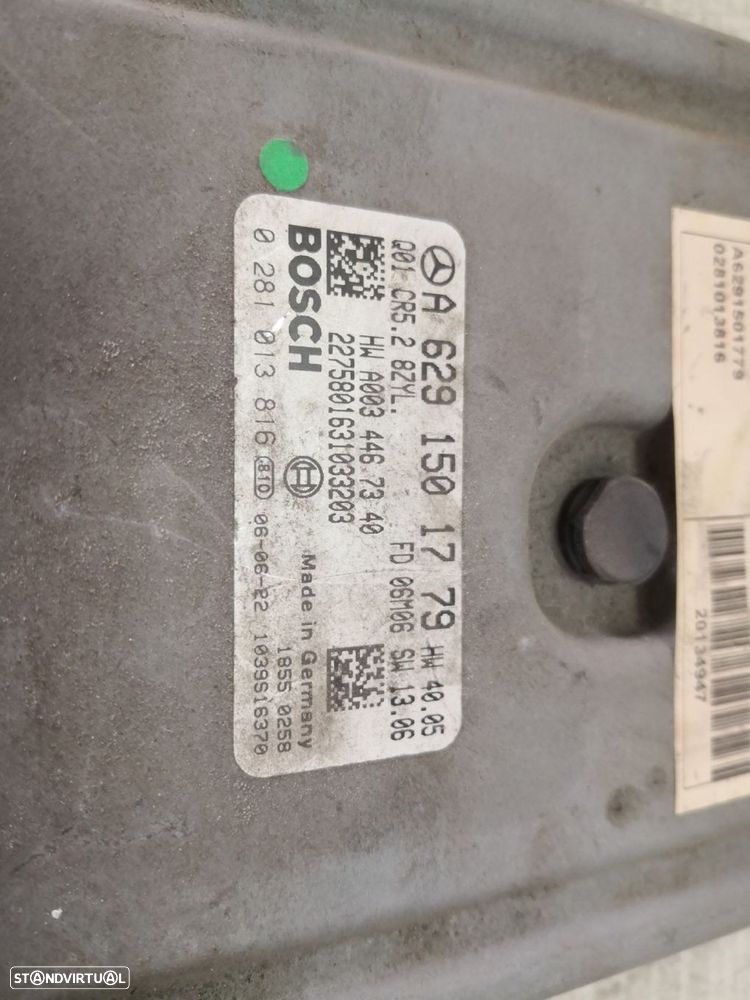 A 629 150 17 79 HW 40.05
Q01 CR5.2 8ZYL. FD 06M06 SW 13.06
HW A003 446 73 40
2275801631033203
BOSCH Made in Germany 1855 0258
0 281 013 816 81D 06-06-22 1039S16370
A6291501779
0281013816
20134947
STANDVIRTUAL